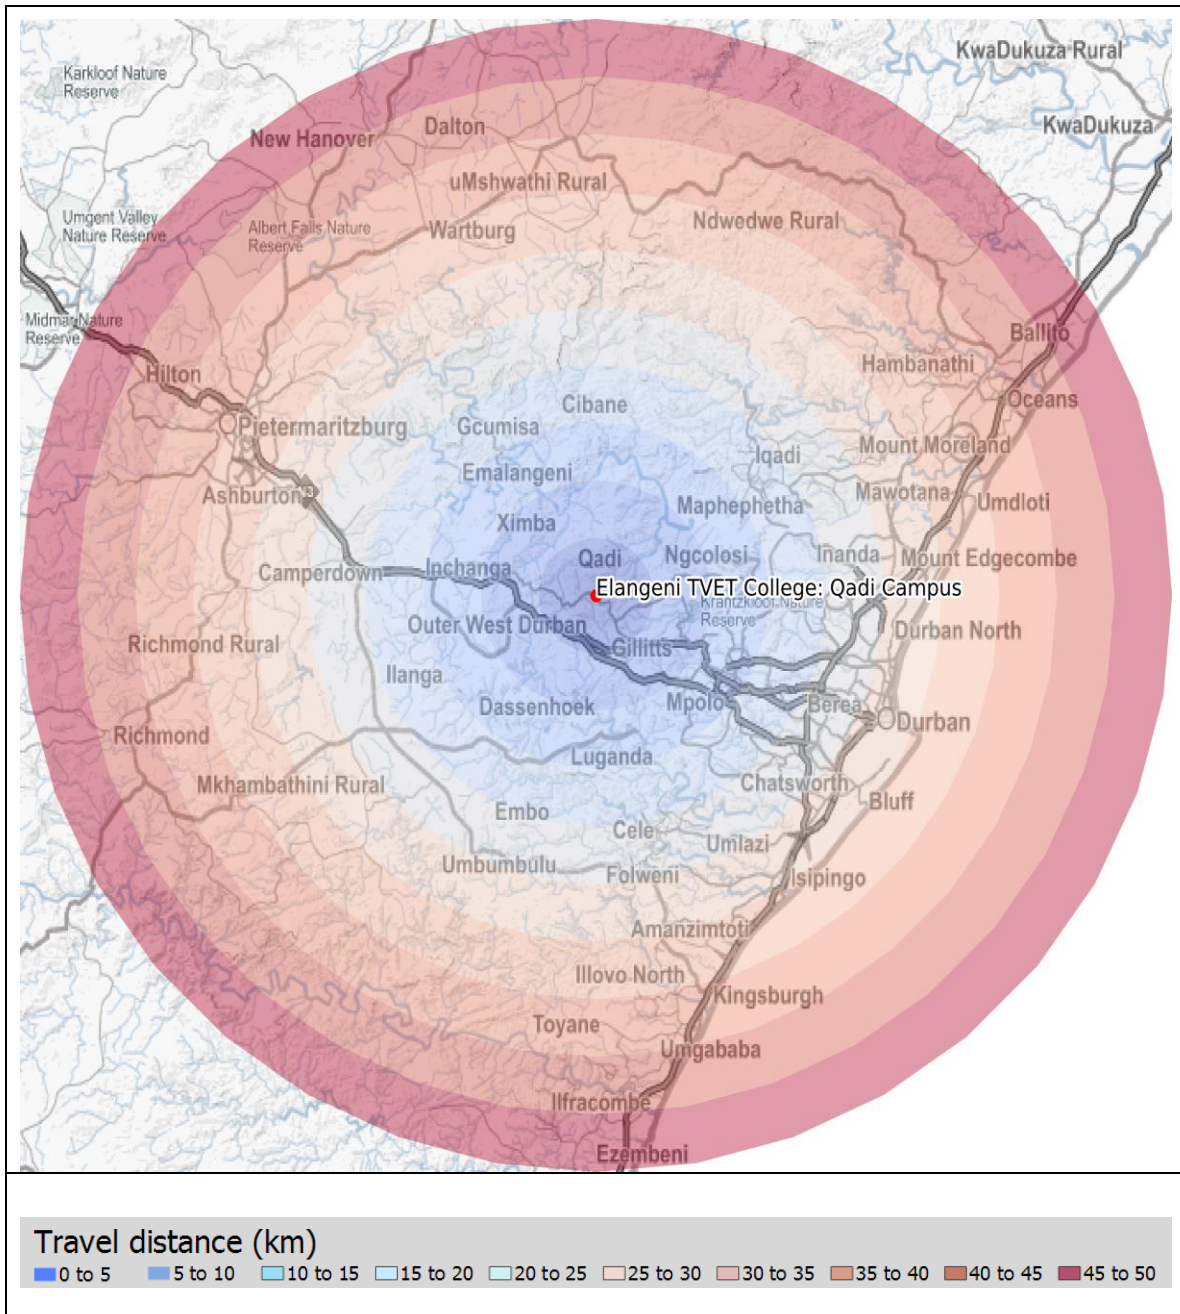 KwaDukuza Rural
Karkloof Nature
Reserve
KwaDukuza
Dalton
New Hanover
uMshwathi Rural
Umgent Valley
Nature Reserve
Albert Falls Nature
Reserve
Wartburg
Ndwedwe Rural
Midmar Nature
Reserve
Ballito
Hilton
Hambanathi
Oceans
Cibane
Pietermaritzburg
Gcumisa
Iqadi
Mount Moreland
Emalangeni
Ashburton
3
Maphephetha
Mawotana
Umdloti
Ximba
Qadi
Ngcolosi
Inanda
Mount Edgecombe
Camperdown
Inchanga
Elangeni TVET College: Qadi Campus
Krantzkloof Nature
Reserve
Outer West Durban
Durban North
Richmond Rural
Gillitts
Ilanga
Dassenhoek
Mpolo
Berea
Durban
Richmond
Luganda
Mkhambathini Rural
Chatsworth
Bluff
Embo
Cele
Umlazi
Umbumbulu
Folweni
Isipingo
Amanzimtoti
Illovo North
Kingsburgh
Toyane
Umgababa
Ilfracombe
Ezembeni
Travel distance (km)
0 to 5 5 to 10 10 to 15 15 to 20 20 to 25 25 to 30 30 to 35 35 to 40 40 to 45 45 to 50